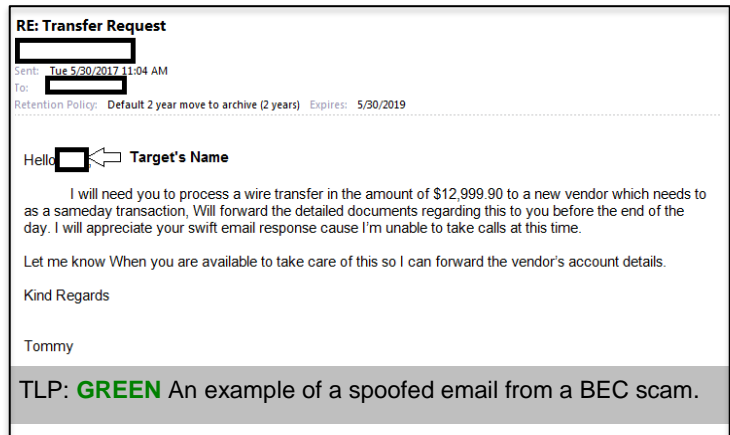 RE: Transfer Request
Sent: Tue 5/30/2017 11:04 AM
To:
Retention Policy: Default 2 year move to archive (2 years) Expires: 5/30/2019
Hello , Target's Name
I will need you to process a wire transfer in the amount of $12,999.90 to a new vendor which needs to
as a sameday transaction, Will forward the detailed documents regarding this to you before the end of the
day. I will appreciate your swift email response cause I'm unable to take calls at this time.
Let me know When you are available to take care of this so I can forward the vendor's account details.
Kind Regards
Tommy
TLP: GREEN An example of a spoofed email from a BEC scam.